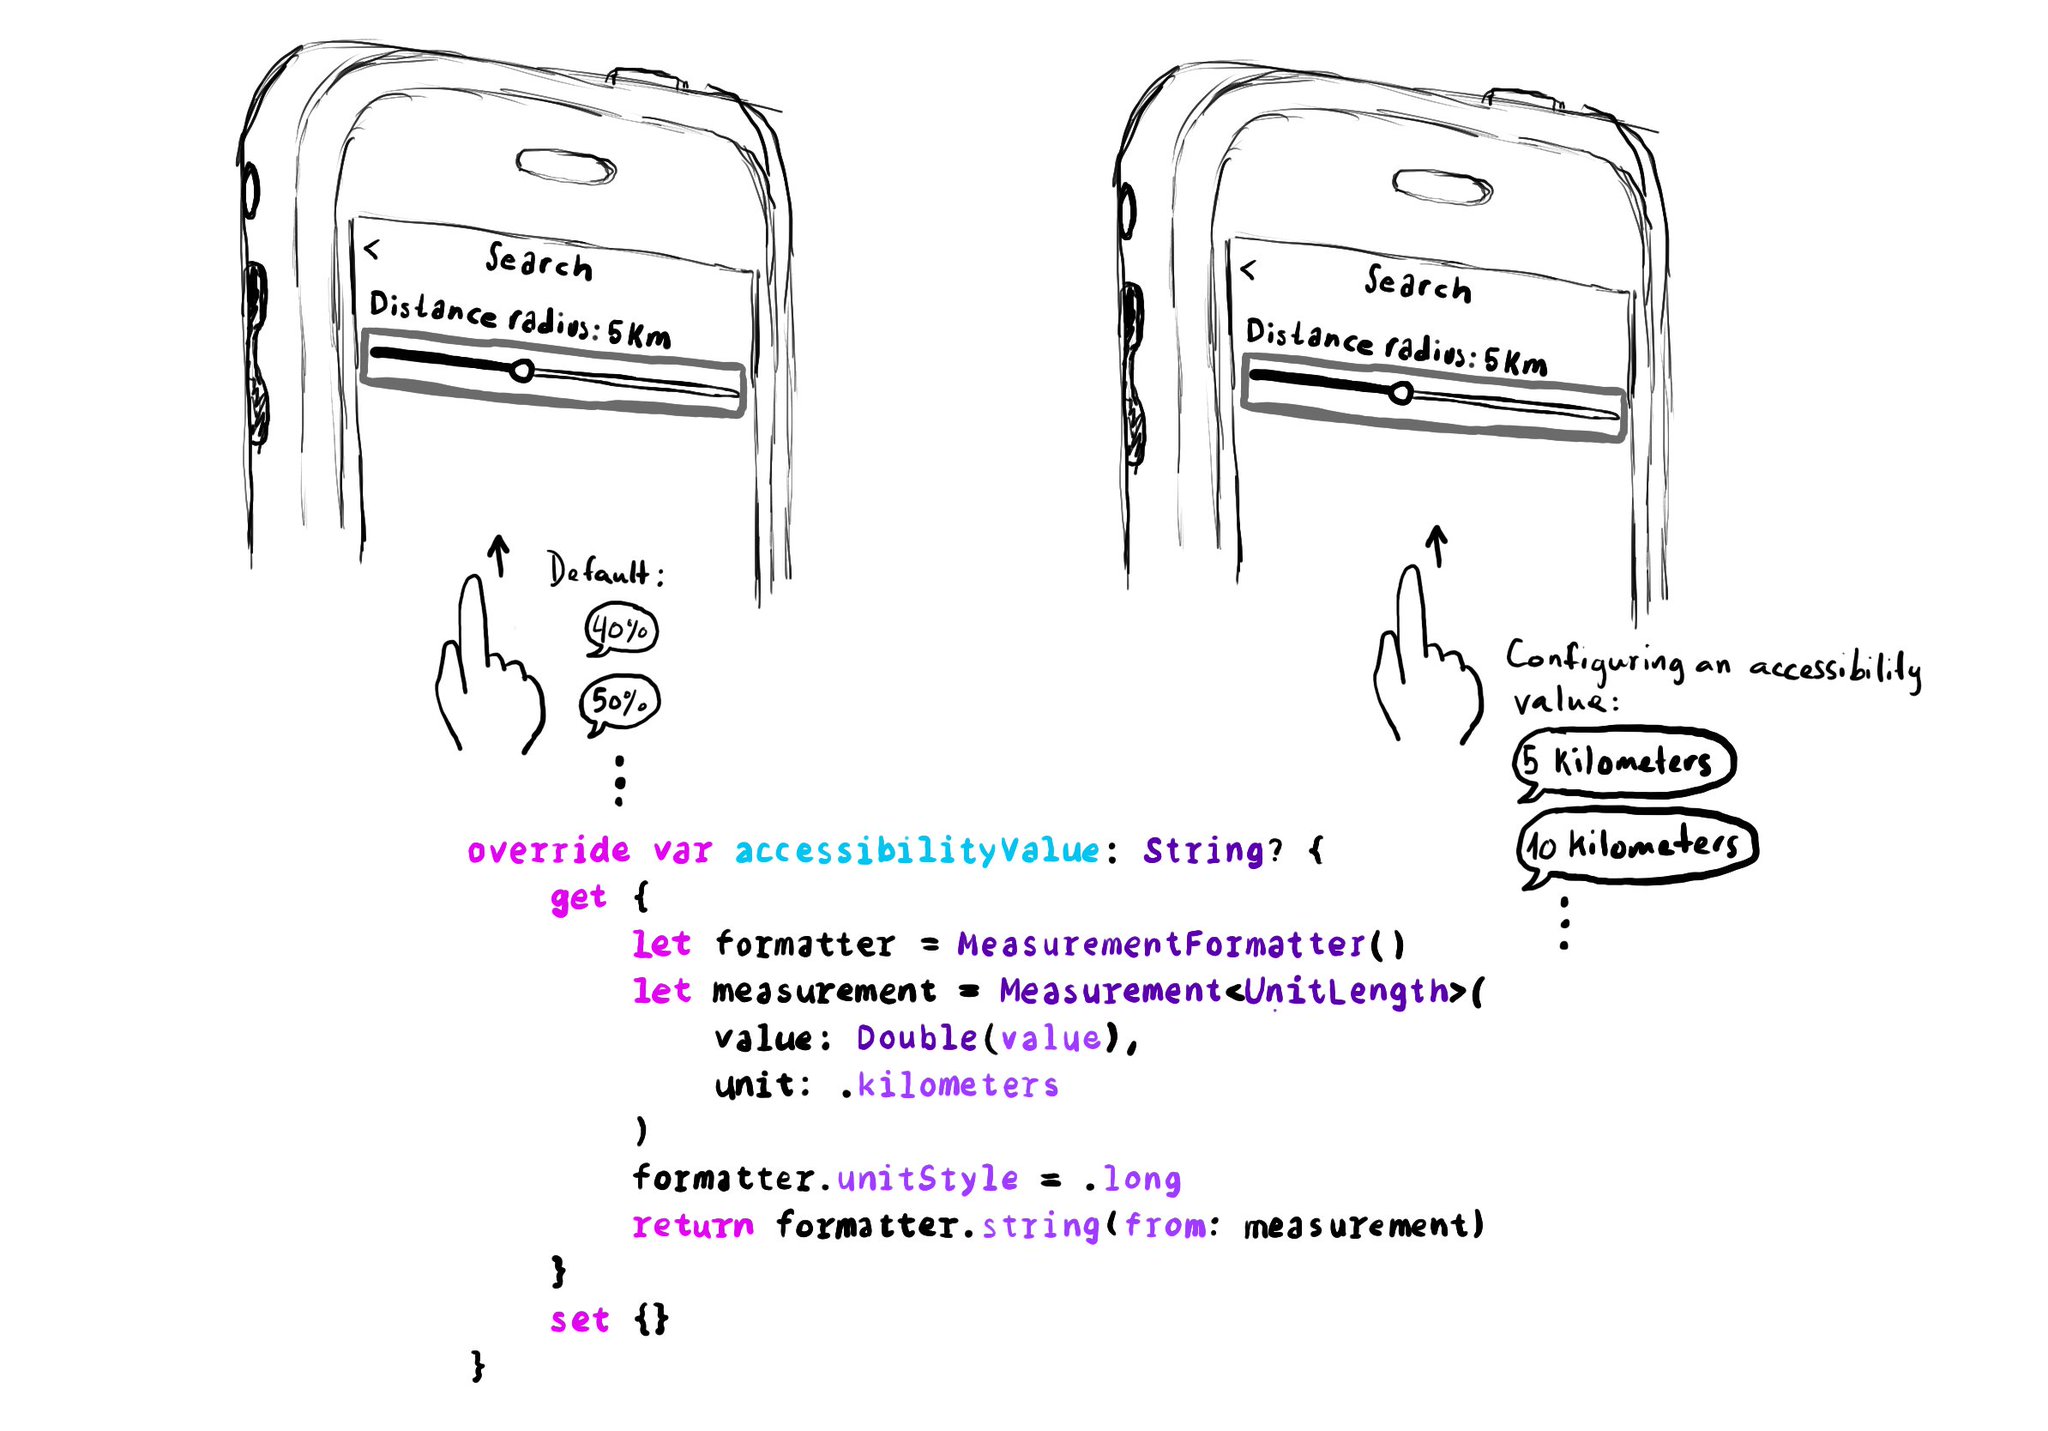 <
Search
Distance radius: 5Km
<
Search
Distance radius: 5Km
Default:
40%
50%
Configuring an accessibility
value:
5 Kilometers
10 Kilometers
override var accessibilityValue: String? {
get {
let formatter = MeasurementFormatter()
let measurement = Measurement<UnitLength>(
value: Double(value),
unit: .kilometers
)
formatter.unitStyle = .long
return formatter.string(from: measurement)
}
set {}
}